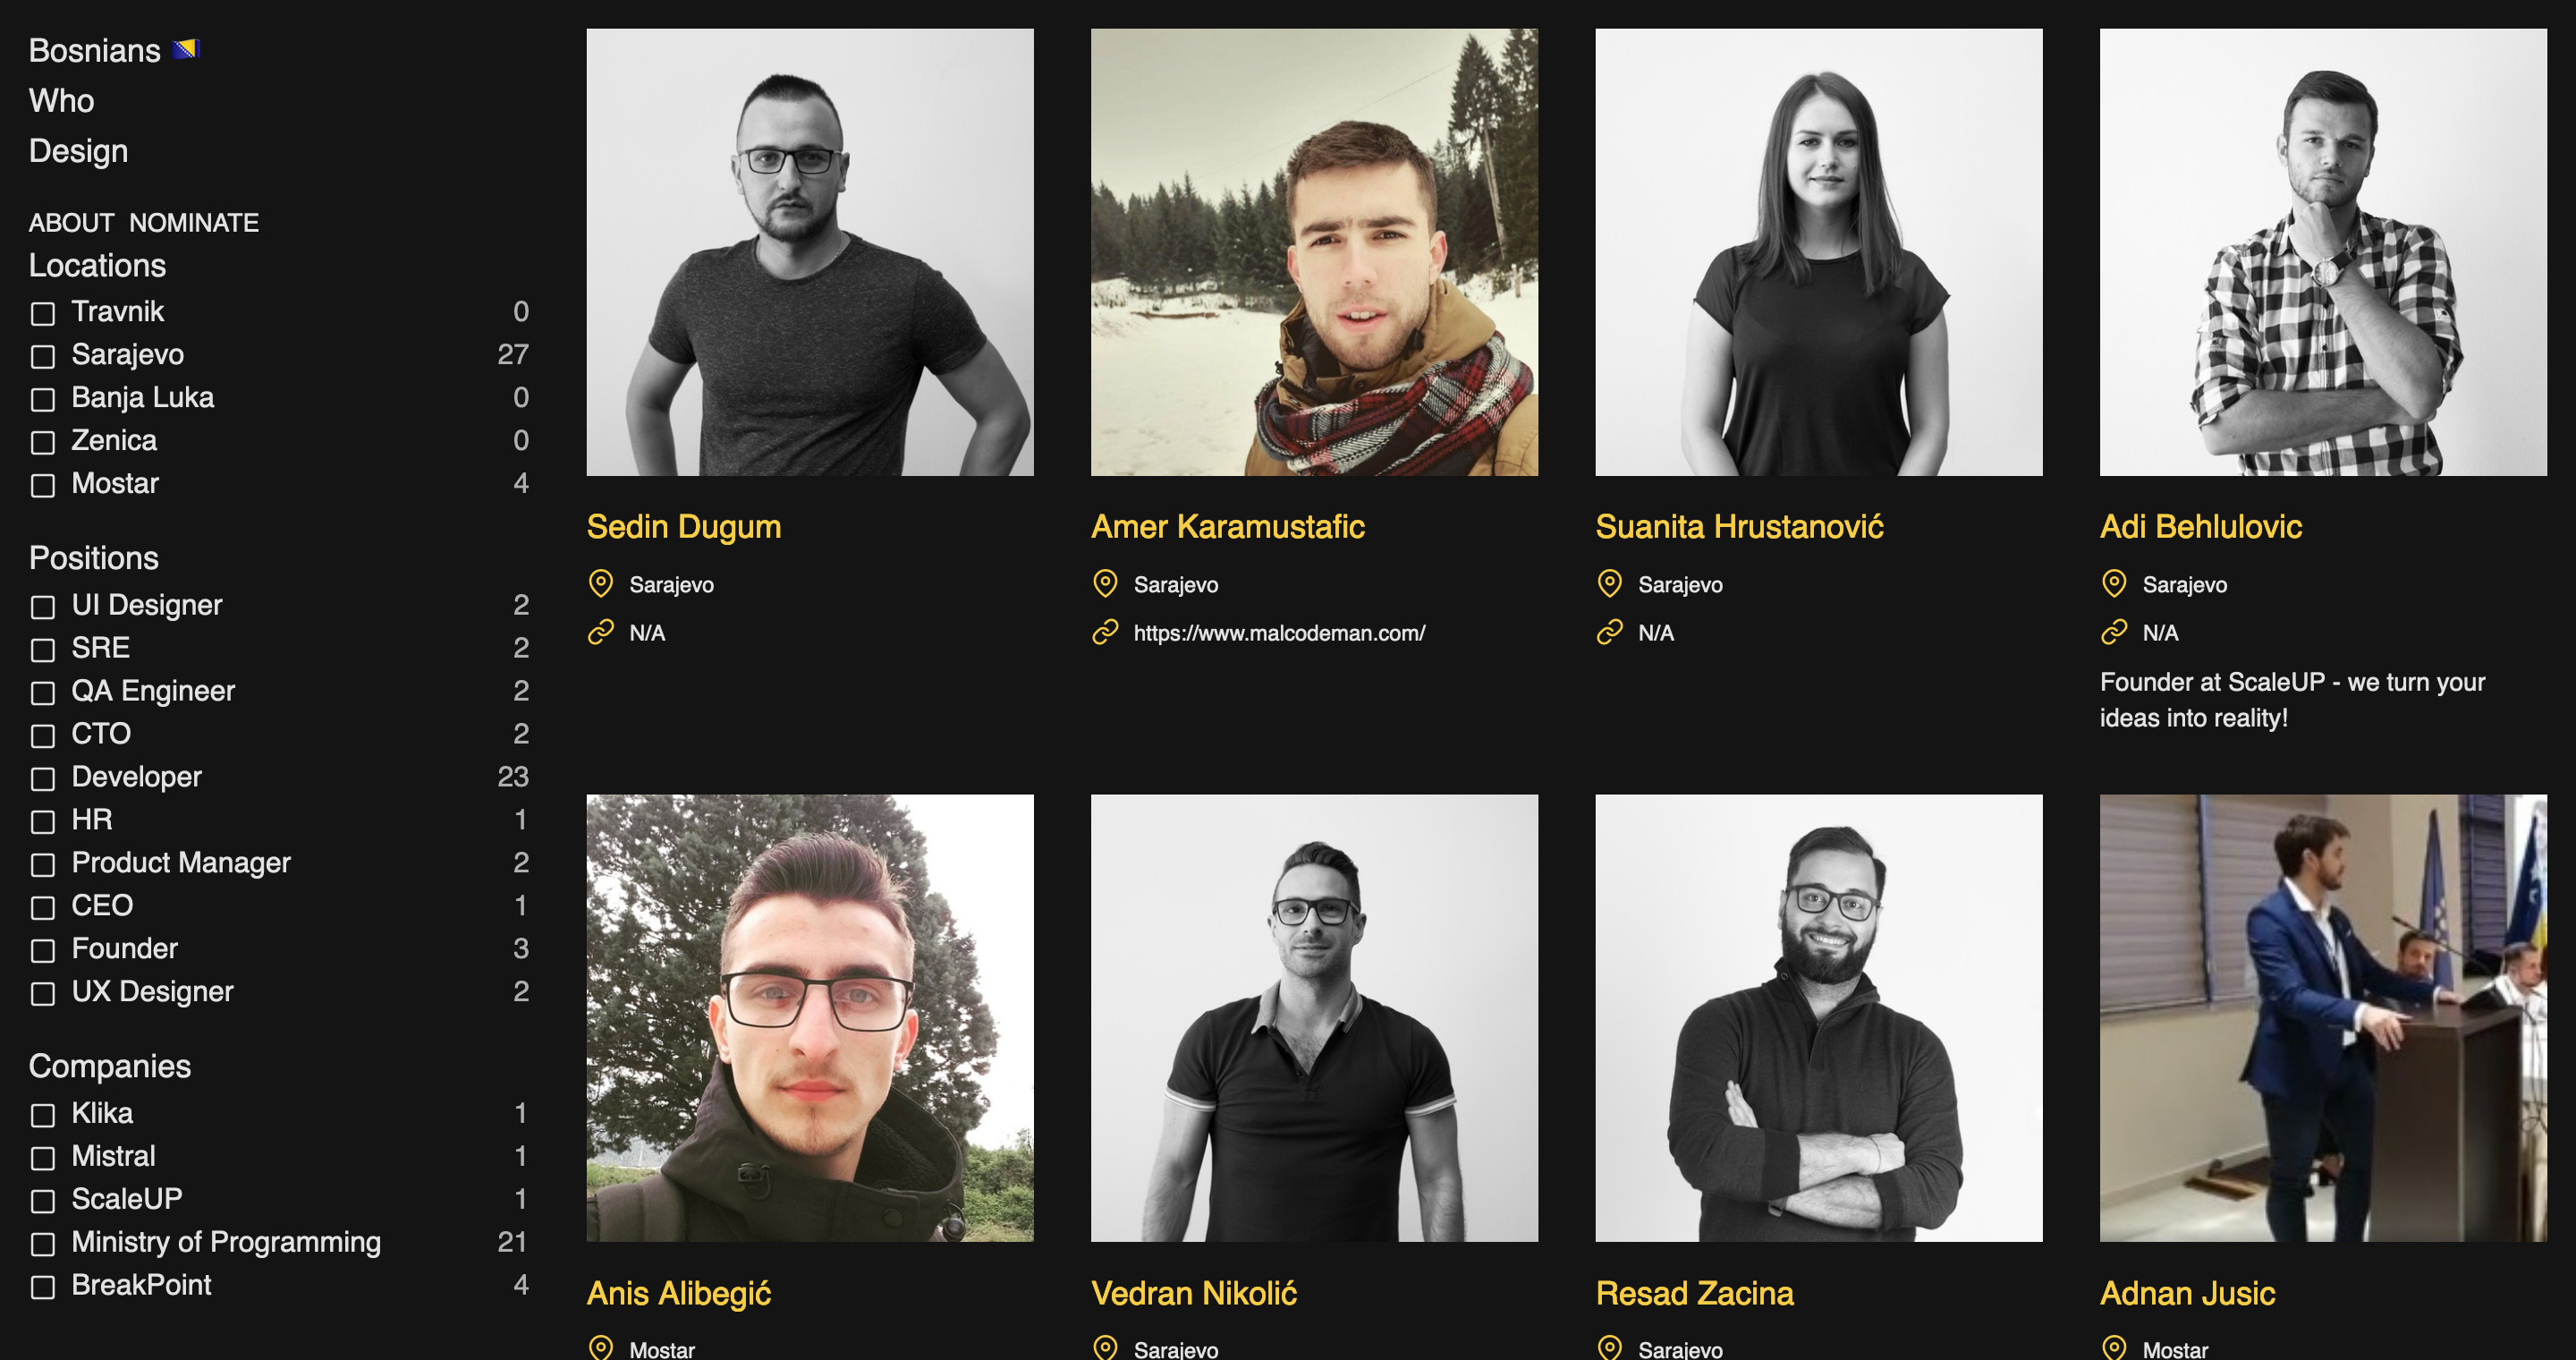 Bosnians
Who
Design
ABOUT NOMINATE
Locations
Travnik 0
Sarajevo 27
Banja Luka 0
Zenica 0
Mostar 4
Positions
UI Designer 2
SRE 2
QA Engineer 2
CTO 2
Developer 23
HR 1
Product Manager 2
CEO 1
Founder 3
UX Designer 2
Companies
Klika 1
Mistral 1
ScaleUP 1
Ministry of Programming 21
BreakPoint 4
Sedin Dugum
Sarajevo
N/A
Amer Karamustafic
Sarajevo
https://www.malcodeman.com/
Suanita Hrustanović
Sarajevo
N/A
Adi Behlulovic
Sarajevo
N/A
Founder at ScaleUP - we turn your
ideas into reality!
Anis Alibegić
Mostar
Vedran Nikolić
Sarajevo
Resad Zacina
Sarajevo
Adnan Jusic
Mostar